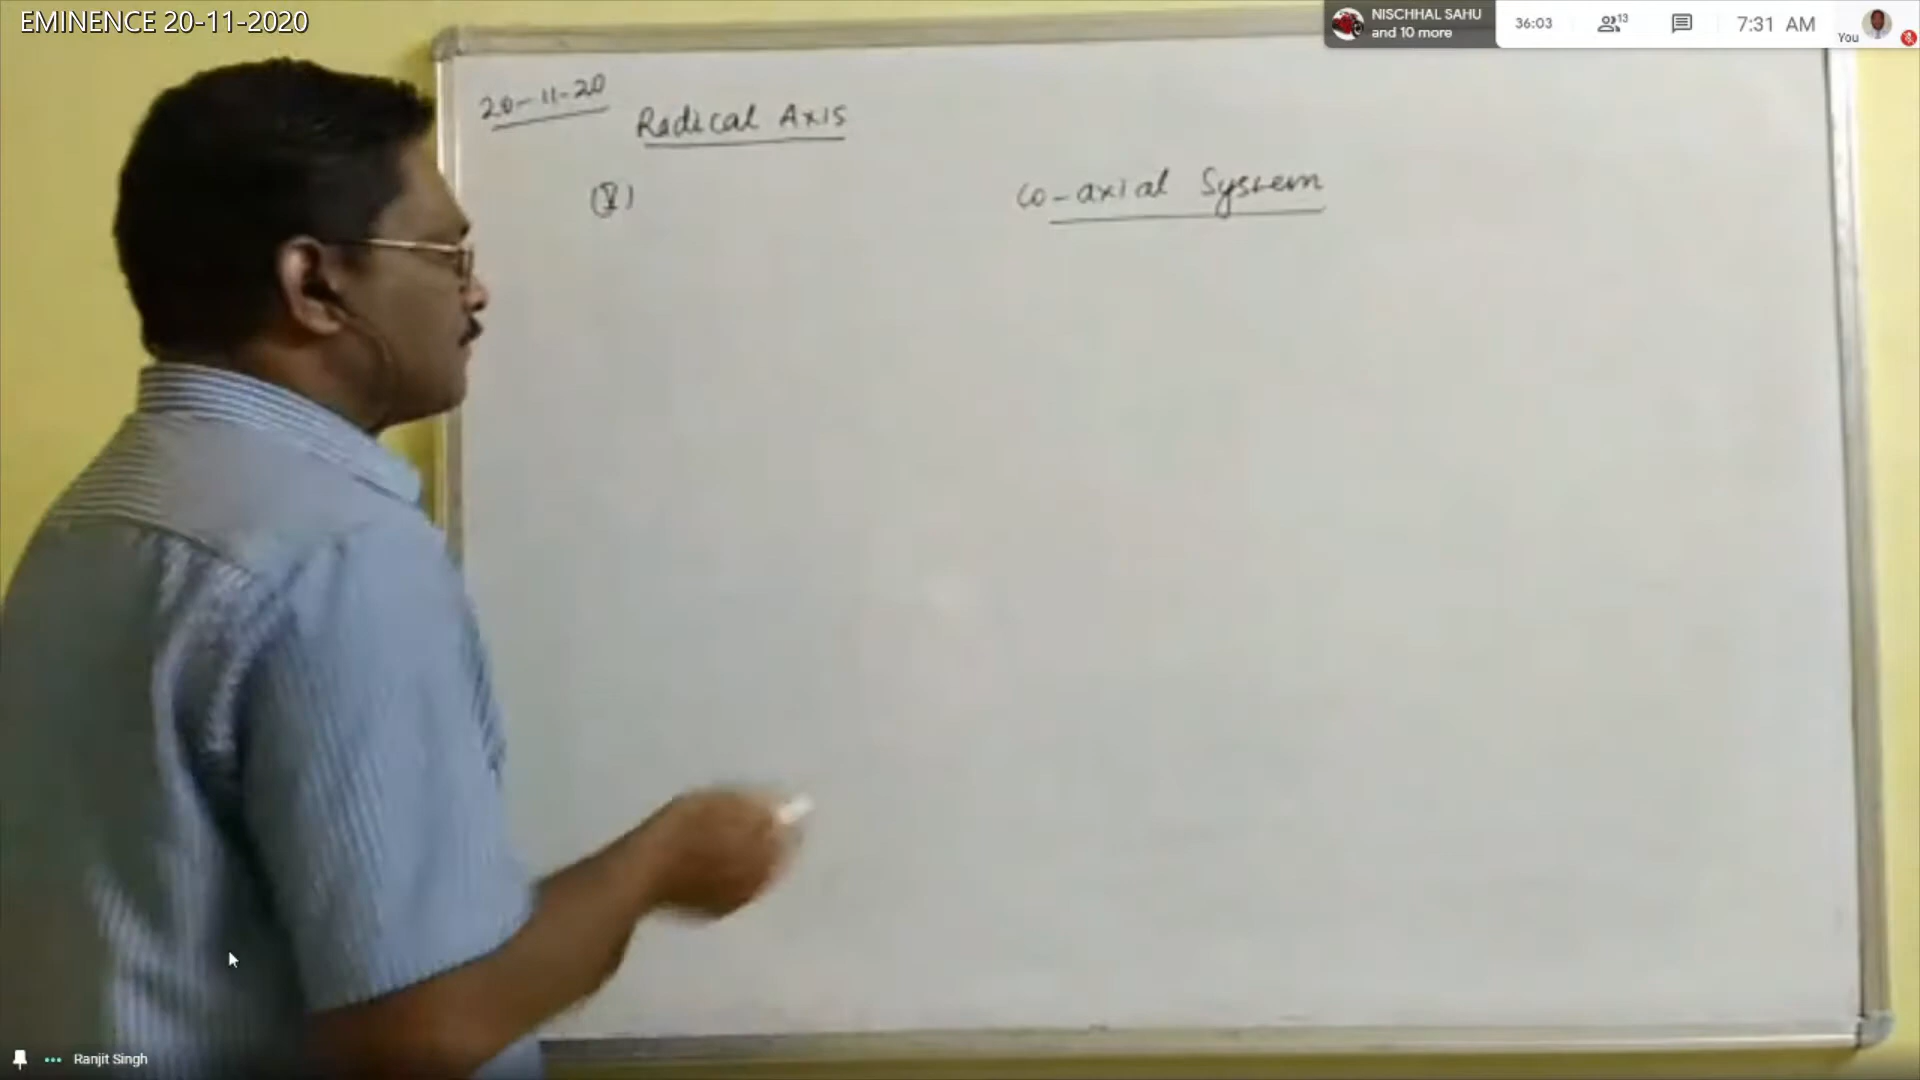 EMINENCE 20-11-2020
NISCHHAL SAHU
and 10 more
36:03
13
7:31 AM
You
20-11-20
Radical Axis
(V)
Co-axial System
Ranjit Singh